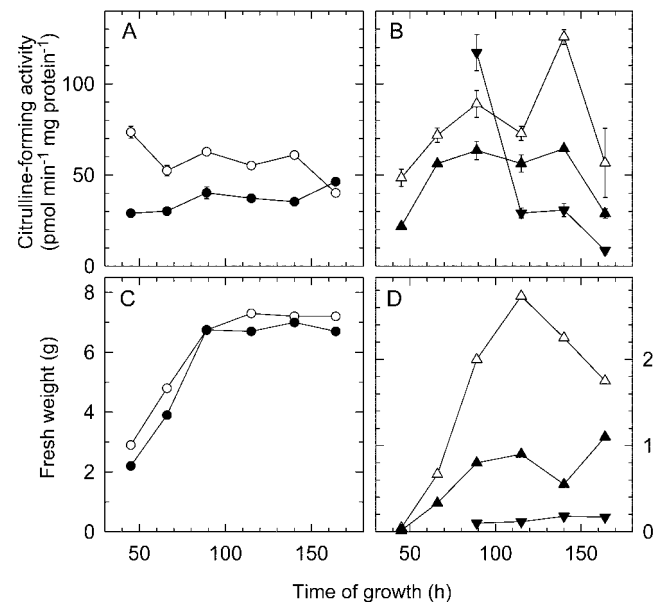 A
B
Citrulline-forming activity
(pmol min⁻¹ mg protein⁻¹)
100
50
0
C
D
Fresh weight (g)
8
6
4
2
0
2
1
0
50
100
150
50
100
150
Time of growth (h)